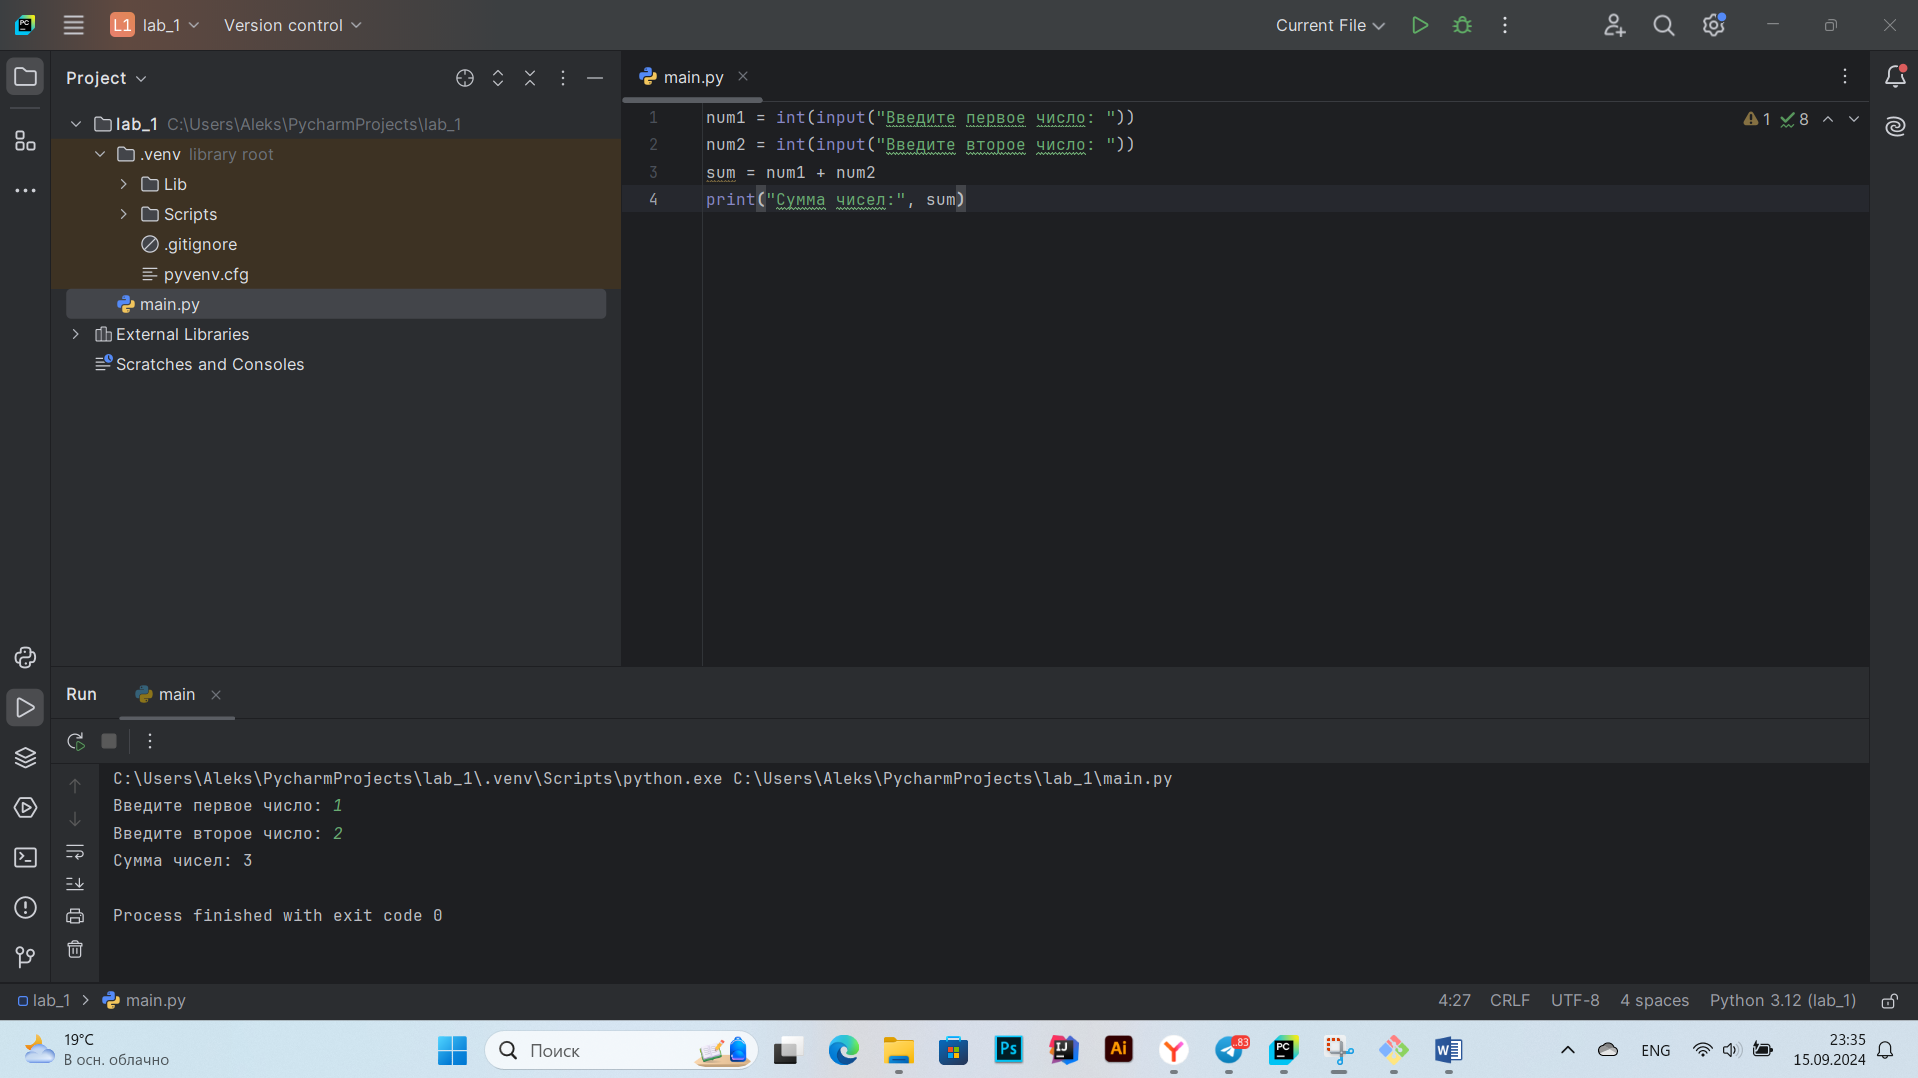 PC
L1 lab_1
Version control
Current File
Project
main.py
lab_1 C:\Users\Aleks\PycharmProjects\lab_1
.venv library root
Lib
Scripts
.gitignore
pyvenv.cfg
main.py
External Libraries
Scratches and Consoles
1 num1 = int(input("Введите первое число: "))
2 num2 = int(input("Введите второе число: "))
3 sum = num1 + num2
4 print("Сумма чисел:", sum)
1 8
Run main
C:\Users\Aleks\PycharmProjects\lab_1\.venv\Scripts\python.exe C:\Users\Aleks\PycharmProjects\lab_1\main.py
Введите первое число: 1
Введите второе число: 2
Сумма чисел: 3
Process finished with exit code 0
lab_1 > main.py
4:27 CRLF UTF-8 4 spaces Python 3.12 (lab_1)
19°C
В осн. облачно
Поиск
Ps
IJ
Ai
Y
..83
PC
W
ENG
23:35
15.09.2024